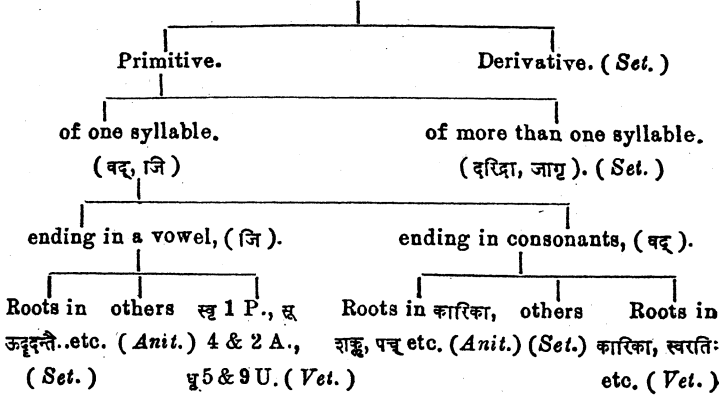 Primitive. Derivative. (Set.)
of one syllable. of more than one syllable.
(वद्, जि) (दरिद्रा, जागृ). (Set.)
ending in a vowel, (जि). ending in consonants, (वद्).
Roots in others स्वृ 1 P., सू Roots in कारिका, others Roots in
ऊदॄदन्तै..etc. (Anit.) 4 & 2 A., शक्लृ, पच् etc. (Anit.) (Set.) कारिका, स्वरतिः
(Set.) धू 5 & 9 U. (Vet.) etc. (Vet.)